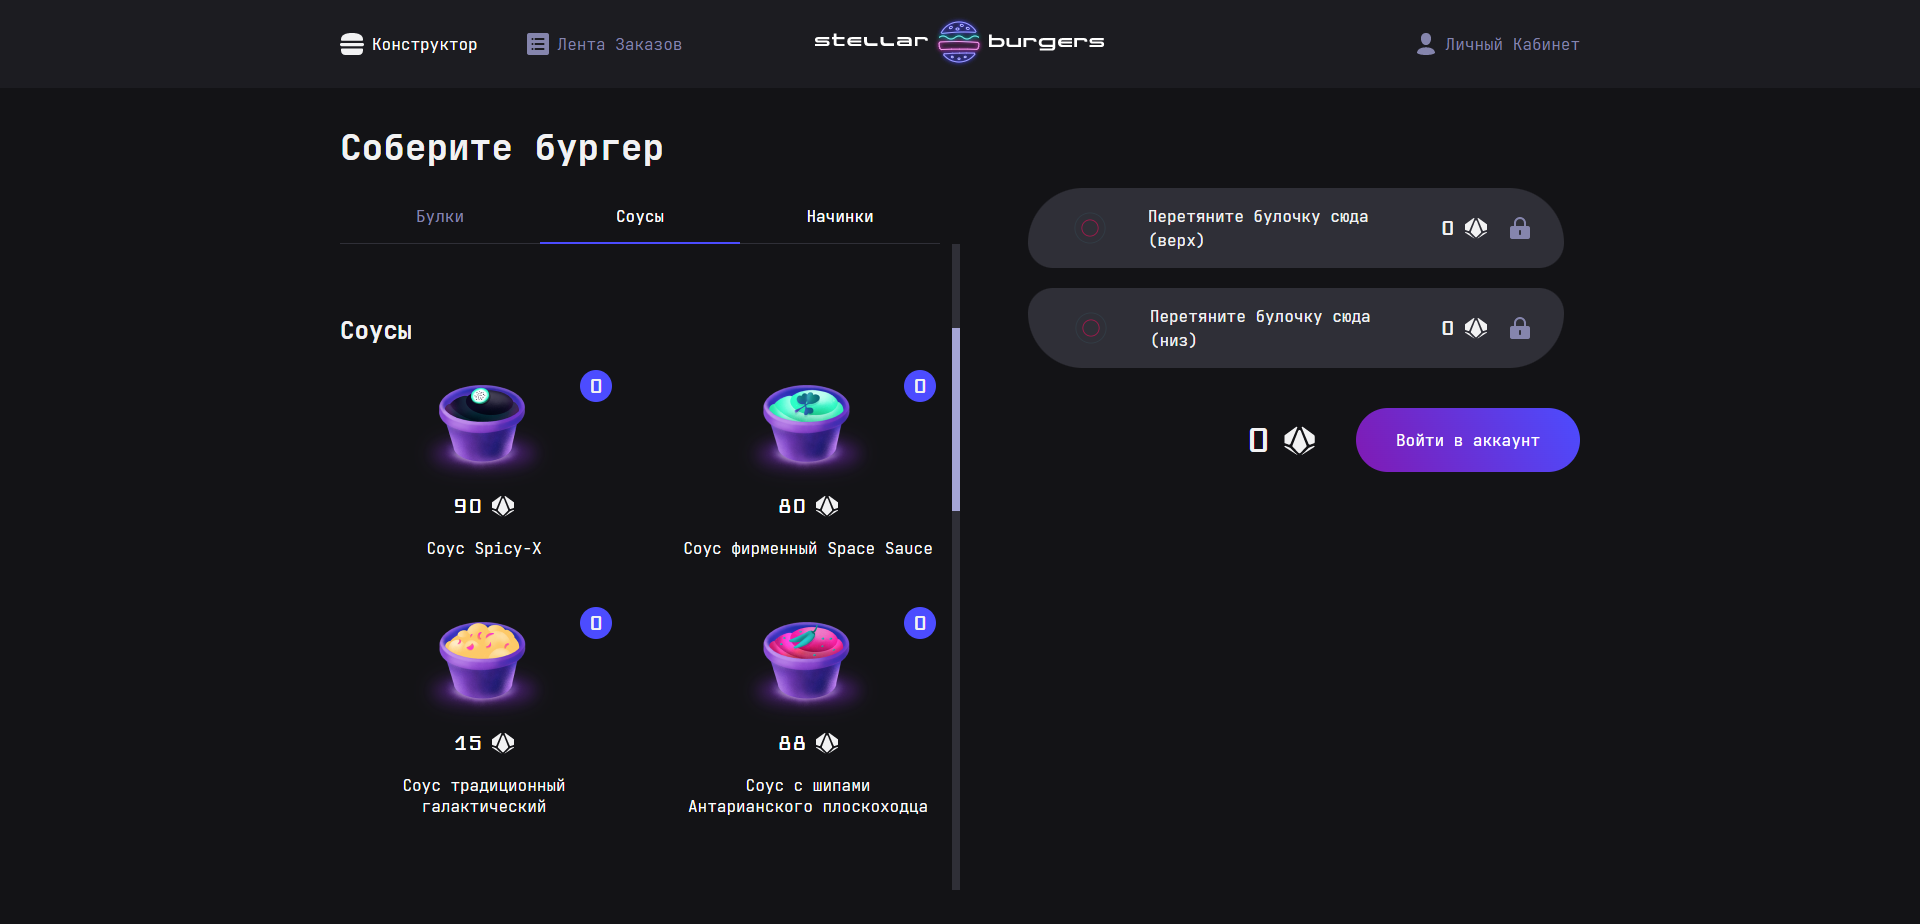 Конструктор
Лента Заказов
stellar burgers
Личный Кабинет
Соберите бургер
Булки
Соусы
Начинки
Соусы
0
90
Соус Spicy-X
0
80
Соус фирменный Space Sauce
0
15
Соус традиционный
галактический
0
88
Соус с шипами
Антарианского плоскоходца
Перетяните булочку сюда
(верх)
0
Перетяните булочку сюда
(низ)
0
0
Войти в аккаунт